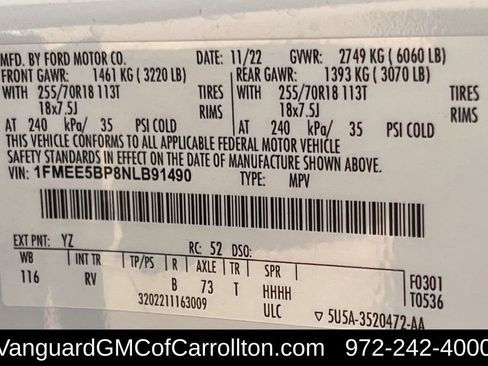 MFD. BY FORD MOTOR CO. DATE: 11/22 GVWR: 2749 KG (6060 LB)
FRONT GAWR: 1461 KG (3220 LB) REAR GAWR: 1393 KG (3070 LB)
WITH 255/70R18 113T TIRES WITH 255/70R18 113T TIRES
18x7.5J RIMS 18x7.5J RIMS
AT 240 kPa/ 35 PSI COLD AT 240 kPa/ 35 PSI COLD
THIS VEHICLE CONFORMS TO ALL APPLICABLE FEDERAL MOTOR VEHICLE
SAFETY STANDARDS IN EFFECT ON THE DATE OF MANUFACTURE SHOWN ABOVE.
VIN: 1FMEE5BP8NLB91490 TYPE: MPV
EXT PNT: YZ RC: 52 DSO:
WB INT TR TP/PS R AXLE TR SPR F0301
116 RV B 73 T HHHH T0536
3202211163009 ULC ▽ 5U5A-3520472-AA
VanguardGMCofCarrollton.com 972-242-4000